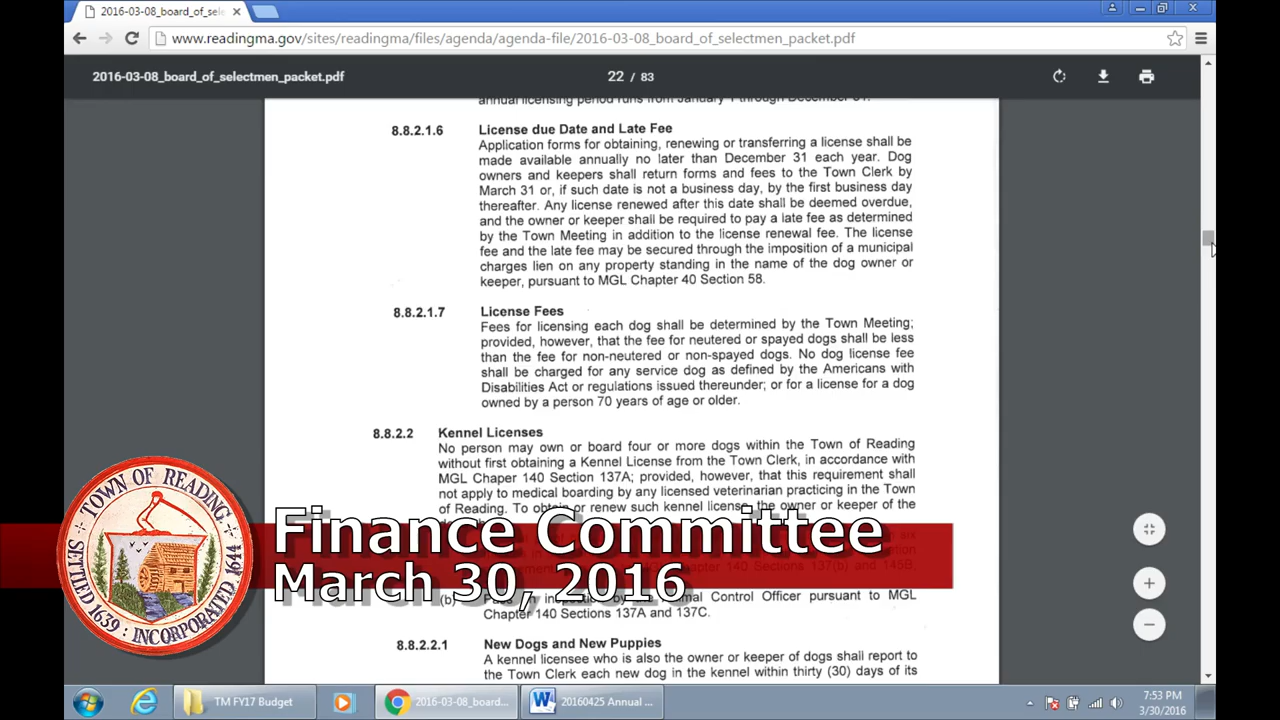 2016-03-08_board_of_sele
www.readingma.gov/sites/readingma/files/agenda/agenda-file/2016-03-08_board_of_selectmen_packet.pdf
2016-03-08_board_of_selectmen_packet.pdf
22 / 83
annual licensing period runs from January 1 through December 31.
8.8.2.1.6 License due Date and Late Fee
Application forms for obtaining, renewing or transferring a license shall be
made available annually no later than December 31 each year. Dog
owners and keepers shall return forms and fees to the Town Clerk by
March 31 or, if such date is not a business day, by the first business day
thereafter. Any license renewed after this date shall be deemed overdue,
and the owner or keeper shall be required to pay a late fee as determined
by the Town Meeting in addition to the license renewal fee. The license
fee and the late fee may be secured through the imposition of a municipal
charges lien on any property standing in the name of the dog owner or
keeper, pursuant to MGL Chapter 40 Section 58.
8.8.2.1.7 License Fees
Fees for licensing each dog shall be determined by the Town Meeting;
provided, however, that the fee for neutered or spayed dogs shall be less
than the fee for non-neutered or non-spayed dogs. No dog license fee
shall be charged for any service dog as defined by the Americans with
Disabilities Act or regulations issued thereunder; or for a license for a dog
owned by a person 70 years of age or older.
8.8.2.2 Kennel Licenses
No person may own or board four or more dogs within the Town of Reading
without first obtaining a Kennel License from the Town Clerk, in accordance with
MGL Chaper 140 Section 137A; provided, however, that this requirement shall
not apply to medical boarding by any licensed veterinarian practicing in the Town
of Reading. To obtain or renew such kennel license, the owner or keeper of the
Chapter 140 Sections 137(b) and 145B,
(b) Control Officer pursuant to MGL
Chapter 140 Sections 137A and 137C.
8.8.2.2.1 New Dogs and New Puppies
A kennel licensee who is also the owner or keeper of dogs shall report to
the Town Clerk each new dog in the kennel within thirty (30) days of its
TOWN OF READING
SETTLED 1639 : INCORPORATED 1644
Finance Committee
March 30, 2016
TM FY17 Budget
2016-03-08_board...
20160425 Annual ...
7:53 PM
3/30/2016